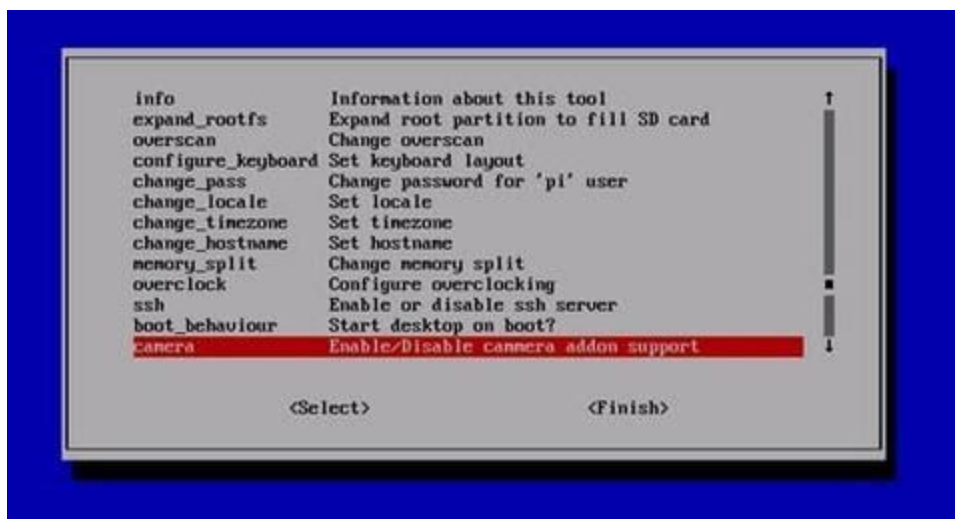 info Information about this tool
expand_rootfs Expand root partition to fill SD card
overscan Change overscan
configure_keyboard Set keyboard layout
change_pass Change password for 'pi' user
change_locale Set locale
change_timezone Set timezone
change_hostname Set hostname
memory_split Change memory split
overclock Configure overclocking
ssh Enable or disable ssh server
boot_behaviour Start desktop on boot?
camera Enable/Disable cammera addon support
<Select> <Finish>